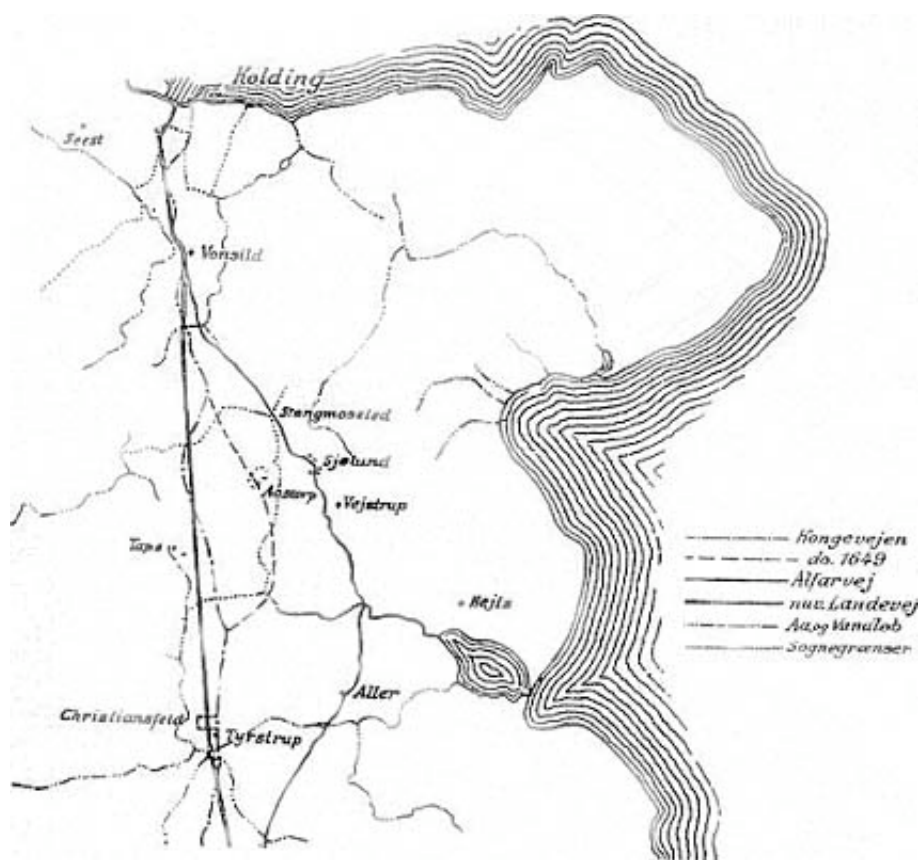 Kolding
Seest
Vonsild
Stangmoseled
Sjølund
Aastorp
Vejstrup
Taps
Hejls
Aller
Christiansfeld
Tyrstrup
Kongevejen
do. 1649
Alfarvej
nuv. Landevej
Aa, og Vandløb
Sognegrænser